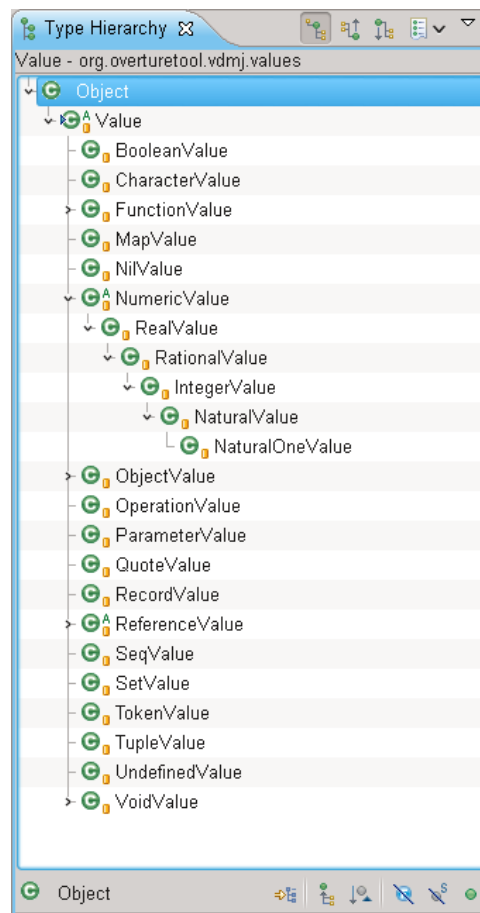 Type Hierarchy
Value - org.overturetool.vdmj.values
Object
Value
BooleanValue
CharacterValue
FunctionValue
MapValue
NilValue
NumericValue
RealValue
RationalValue
IntegerValue
NaturalValue
NaturalOneValue
ObjectValue
OperationValue
ParameterValue
QuoteValue
RecordValue
ReferenceValue
SeqValue
SetValue
TokenValue
TupleValue
UndefinedValue
VoidValue
Object